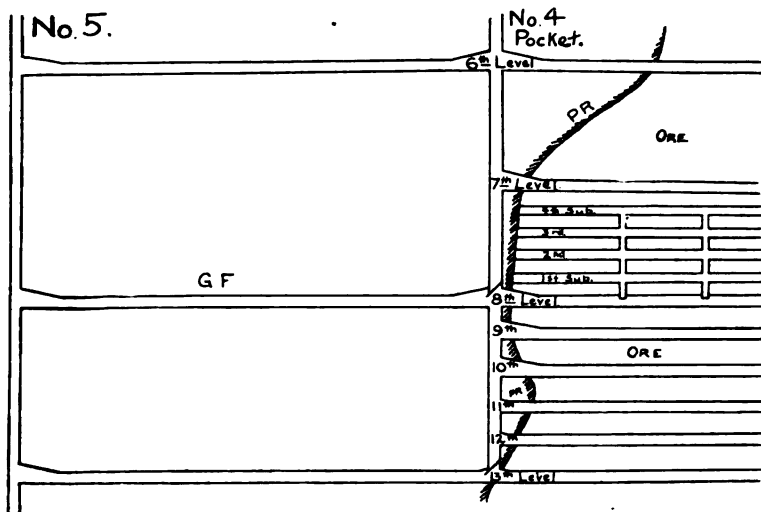 No. 5.
No. 4
Pocket.
6th Level
PR
ORE
7th Level
4th Sub.
3rd
2nd
1st Sub.
G F
8th Level
9th
ORE
10th
PR
11th
12th
13th Level